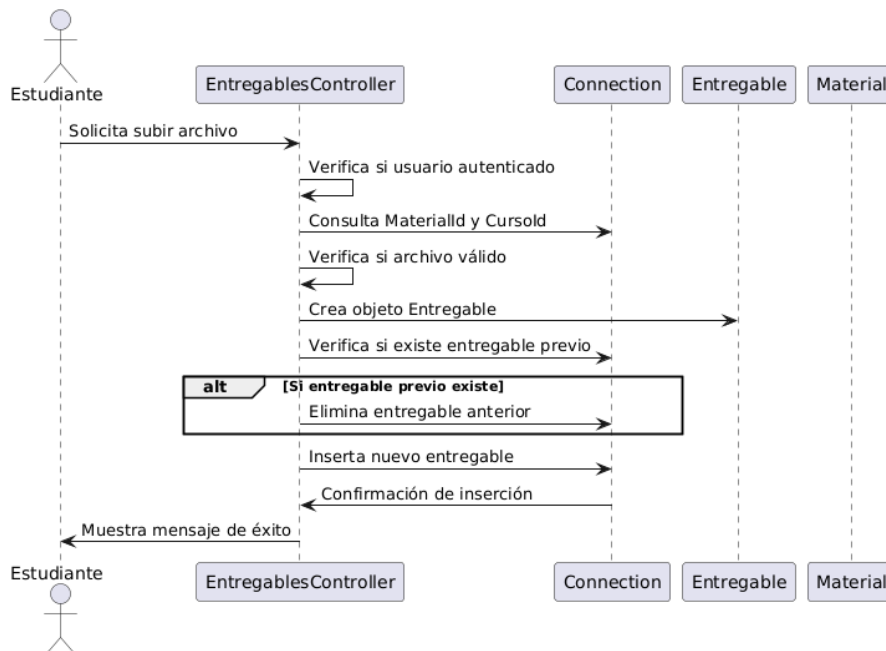 Estudiante
EntregablesController
Connection
Entregable
Material
Solicita subir archivo
Verifica si usuario autenticado
Consulta MaterialId y CursoId
Verifica si archivo válido
Crea objeto Entregable
Verifica si existe entregable previo
alt
[Si entregable previo existe]
Elimina entregable anterior
Inserta nuevo entregable
Confirmación de inserción
Muestra mensaje de éxito
Estudiante
EntregablesController
Connection
Entregable
Material